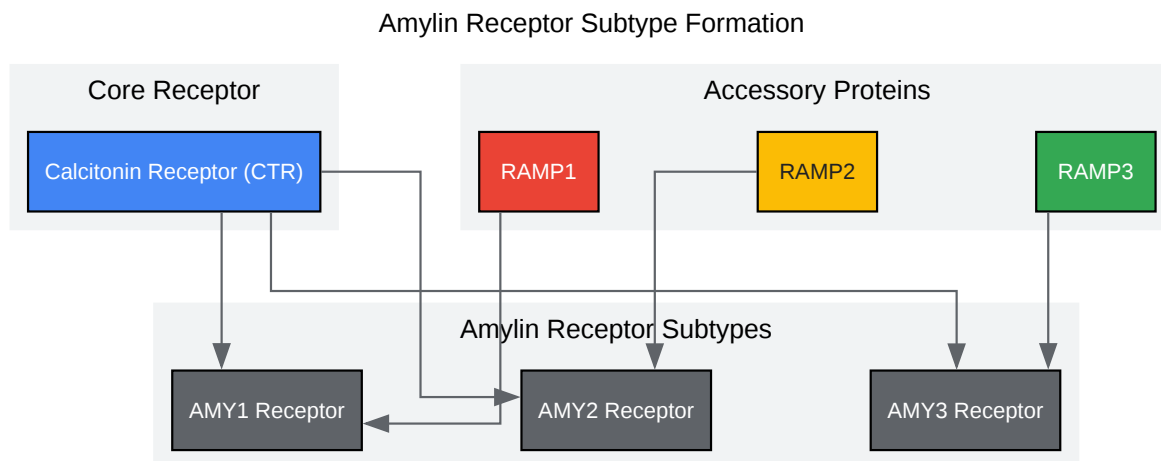 Amylin Receptor Subtype Formation
Core Receptor
Accessory Proteins
Calcitonin Receptor (CTR)
RAMP1
RAMP2
RAMP3
Amylin Receptor Subtypes
AMY1 Receptor
AMY2 Receptor
AMY3 Receptor